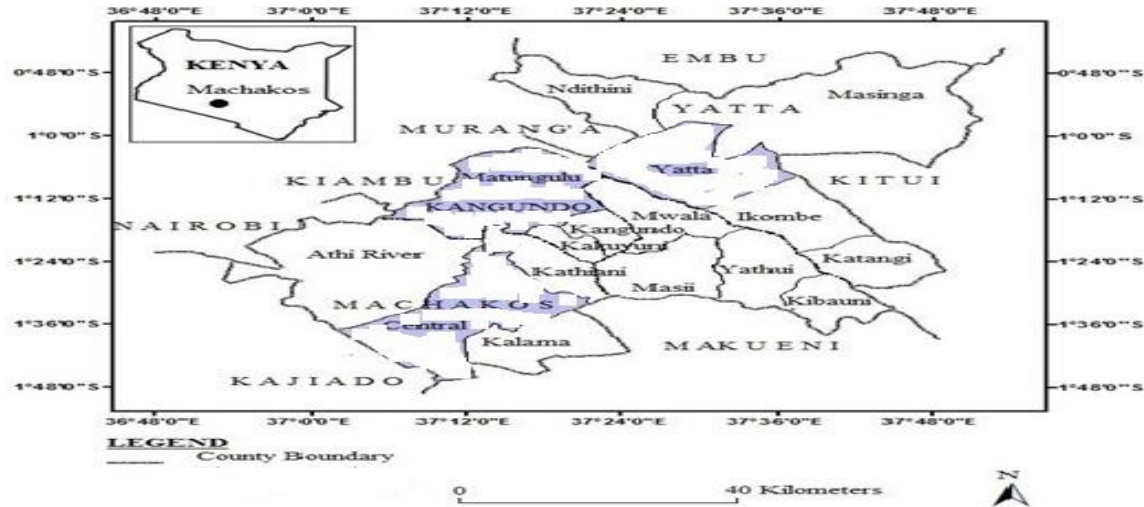 36°48'0"E 37°0'0"E 37°12'0"E 37°24'0"E 37°36'0"E 37°48'0"E
KENYA
Machakos
EMBU
0°48'0"S 0°48'0"S
Ndithini
Masinga
YATTA
MURANG'A
1°0'0"S 1°0'0"S
Yatta
Matungulu
KIAMBU
KITUI
1°12'0"S 1°12'0"S
KANGUNDO
Mwala
Ikombe
NAIROBI
Kangundo
Kakuyuni
Athi River
1°24'0"S 1°24'0"S
Kathiani
Yathui
Katangi
Masii
Kibauni
MACHAKOS
1°36'0"S 1°36'0"S
Central
Kalama
MAKUENI
KAJIADO
1°48'0"S 1°48'0"S
36°48'0"E 37°0'0"E 37°12'0"E 37°24'0"E 37°36'0"E 37°48'0"E
LEGEND
County Boundary
0 40 Kilometers
N